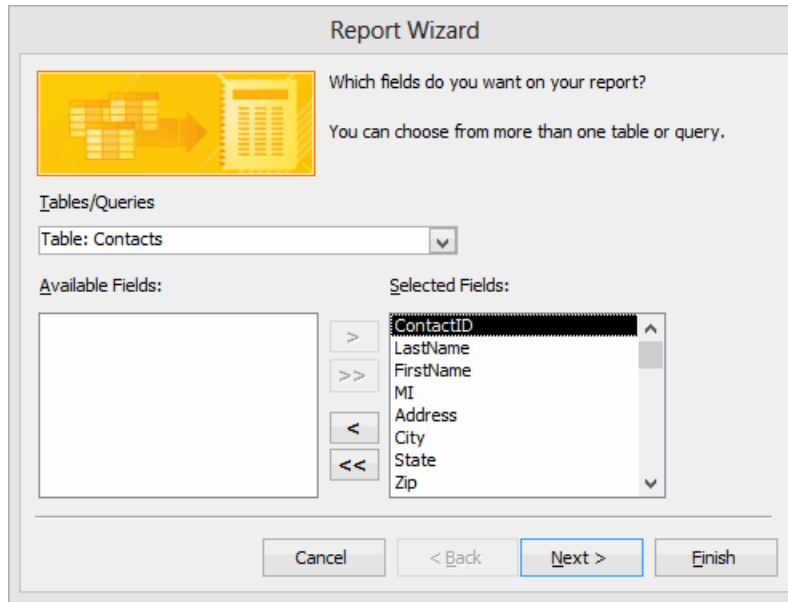 Report Wizard
Which fields do you want on your report?
You can choose from more than one table or query.
Tables/Queries
Table: Contacts
Available Fields:
Selected Fields:
>
>>
<
<<
ContactID
LastName
FirstName
MI
Address
City
State
Zip
Cancel
< Back
Next >
Finish